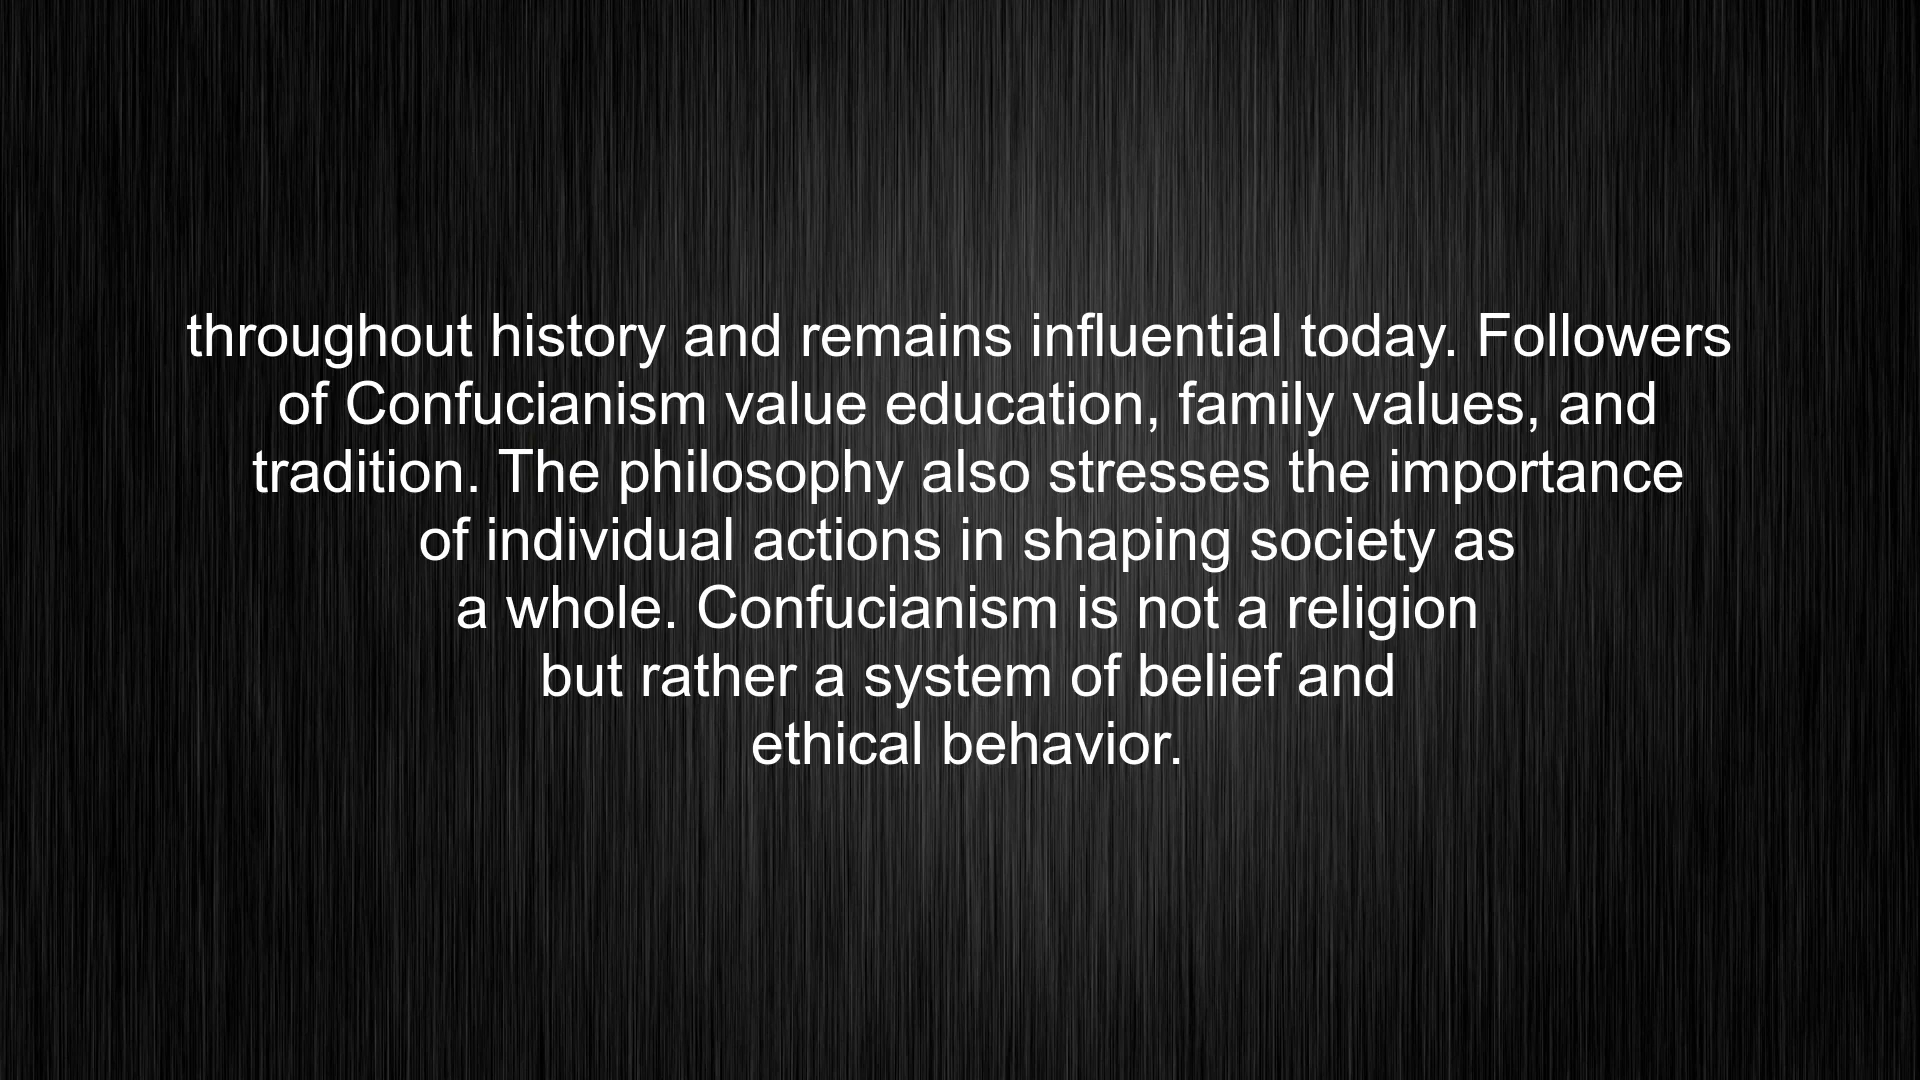 throughout history and remains influential today. Followers
of Confucianism value education, family values, and
tradition. The philosophy also stresses the importance
of individual actions in shaping society as
a whole. Confucianism is not a religion
but rather a system of belief and
ethical behavior.